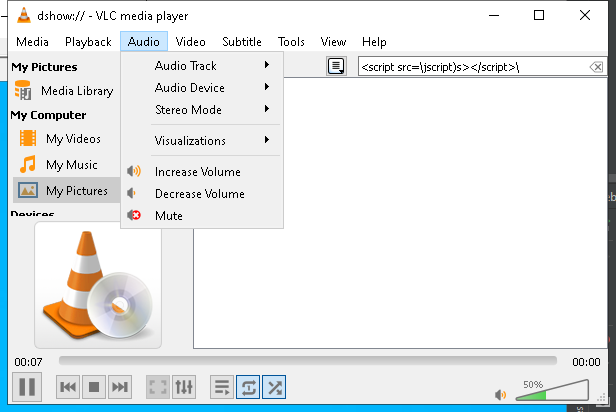 dshow:// - VLC media player
Media Playback Audio Video Subtitle Tools View Help
My Pictures
Media Library
My Computer
My Videos
My Music
My Pictures
Devices
Audio Track
Audio Device
Stereo Mode
Visualizations
Increase Volume
Decrease Volume
Mute
<script src=\jscript)s></script>\
00:07
00:00
50%